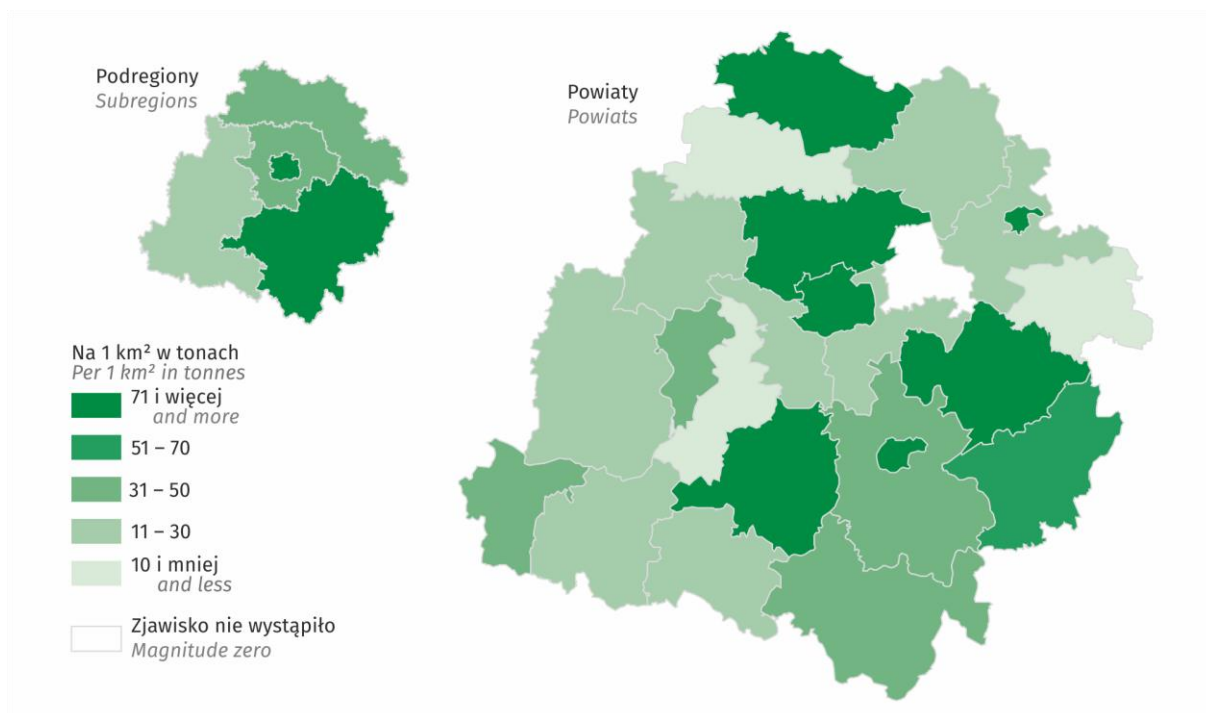 Podregiony
Subregions
Powiaty
Powiats
Na 1 km² w tonach
Per 1 km² in tonnes
71 i więcej
and more
51 – 70
31 – 50
11 – 30
10 i mniej
and less
Zjawisko nie wystąpiło
Magnitude zero